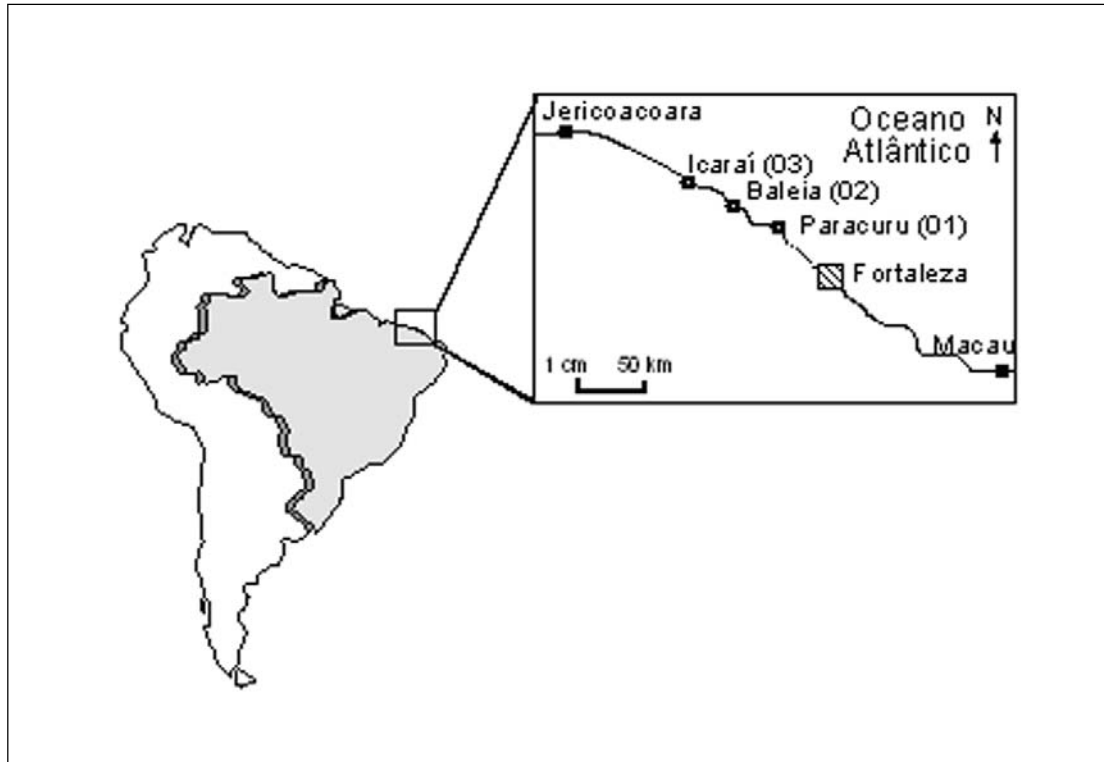 Jericoacoara
Oceano N
Atlântico
Icaraí (03)
Baleia (02)
Paracuru (01)
Fortaleza
Macau
1 cm 50 km